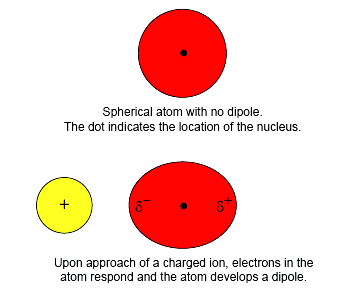 Spherical atom with no dipole.
The dot indicates the location of the nucleus.
+ δ− δ+
Upon approach of a charged ion, electrons in the
atom respond and the atom develops a dipole.